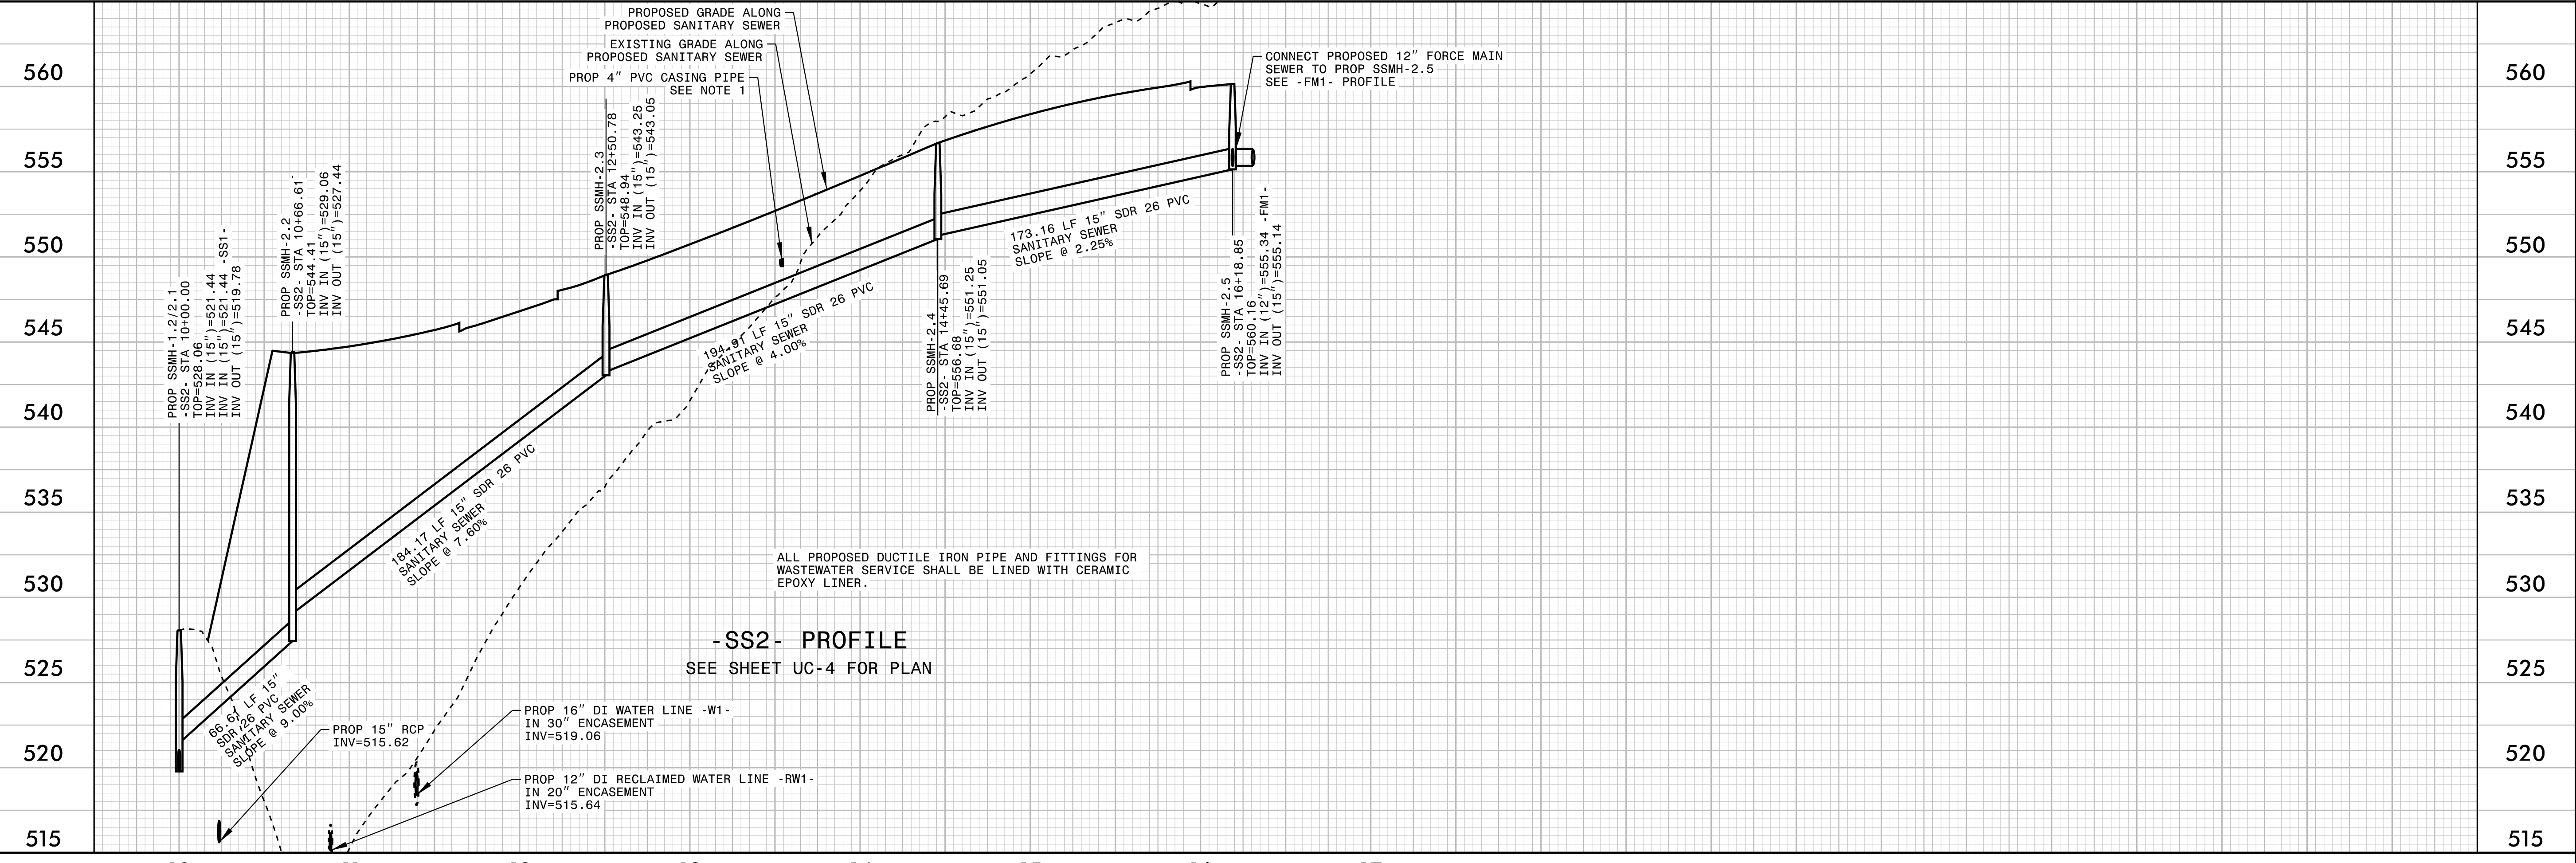 PROPOSED GRADE ALONG
PROPOSED SANITARY SEWER
EXISTING GRADE ALONG
PROPOSED SANITARY SEWER
PROP 4" PVC CASING PIPE
SEE NOTE 1
CONNECT PROPOSED 12" FORCE MAIN
SEWER TO PROP SSMH-2.5
SEE -FM1- PROFILE
560
555
550
545
540
535
530
525
520
515
560
555
550
545
540
535
530
525
520
515
PROP SSMH-1.2/2.1
-SS2- STA 10+00.00
TOP=528.06
INV IN (15")=521.44
INV IN (15")=521.44 -SS1-
INV OUT (15")=519.78
PROP SSMH-2.2
-SS2- STA 10+66.61
TOP=544.41
INV IN (15")=529.06
INV OUT (15")=527.44
PROP SSMH-2.3
-SS2- STA 12+50.78
TOP=548.94
INV IN (15")=543.25
INV OUT (15")=543.05
PROP SSMH-2.4
-SS2- STA 14+45.69
TOP=556.68
INV IN (15")=551.25
INV OUT (15")=551.05
PROP SSMH-2.5
-SS2- STA 16+18.85
TOP=560.16
INV IN (12")=555.34 -FM1-
INV OUT (15")=555.14
66.61 LF 15"
SDR 26 PVC
SANITARY SEWER
SLOPE @ 9.00%
184.17 LF 15" SDR 26 PVC
SANITARY SEWER
SLOPE @ 7.60%
194.91 LF 15" SDR 26 PVC
SANITARY SEWER
SLOPE @ 4.00%
173.16 LF 15" SDR 26 PVC
SANITARY SEWER
SLOPE @ 2.25%
ALL PROPOSED DUCTILE IRON PIPE AND FITTINGS FOR
WASTEWATER SERVICE SHALL BE LINED WITH CERAMIC
EPOXY LINER.
-SS2- PROFILE
SEE SHEET UC-4 FOR PLAN
PROP 15" RCP
INV=515.62
PROP 16" DI WATER LINE -W1-
IN 30" ENCASEMENT
INV=519.06
PROP 12" DI RECLAIMED WATER LINE -RW1-
IN 20" ENCASEMENT
INV=515.64